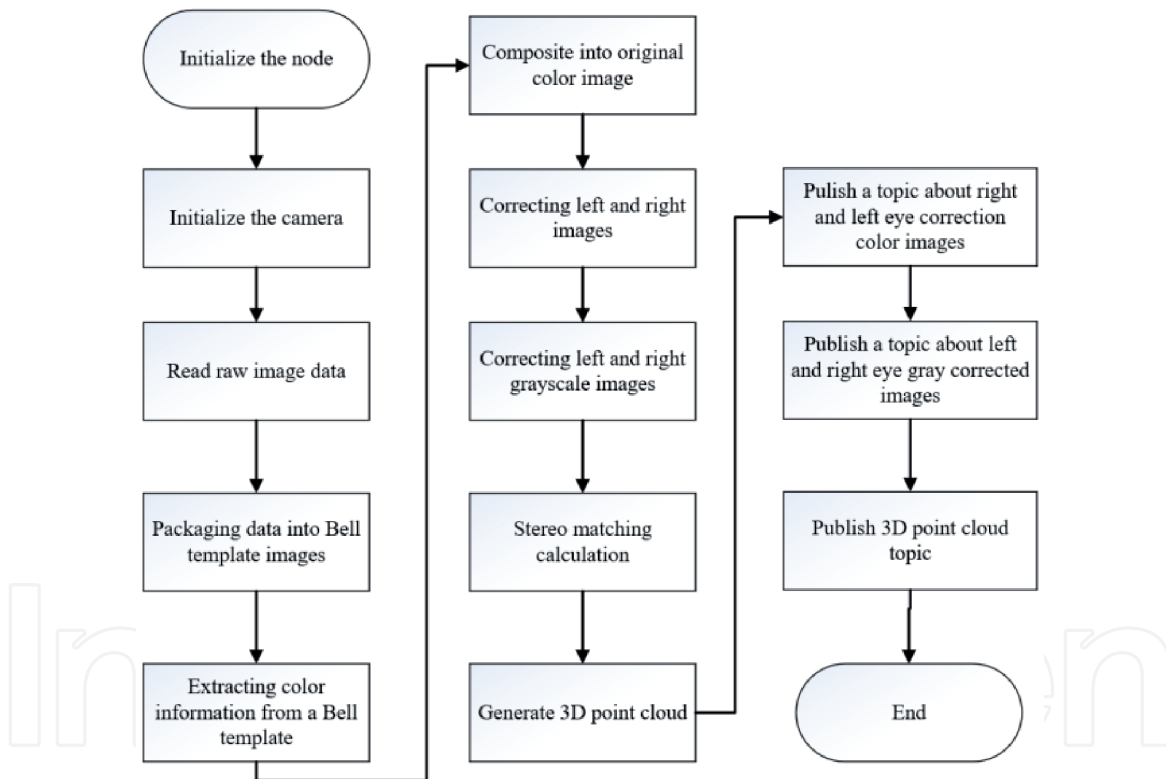 Initialize the node
Initialize the camera
Read raw image data
Packaging data into Bell
template images
Extracting color
information from a Bell
template
Composite into original
color image
Correcting left and right
images
Correcting left and right
grayscale images
Stereo matching
calculation
Generate 3D point cloud
Pulish a topic about right
and left eye correction
color images
Publish a topic about left
and right eye gray corrected
images
Publish 3D point cloud
topic
End